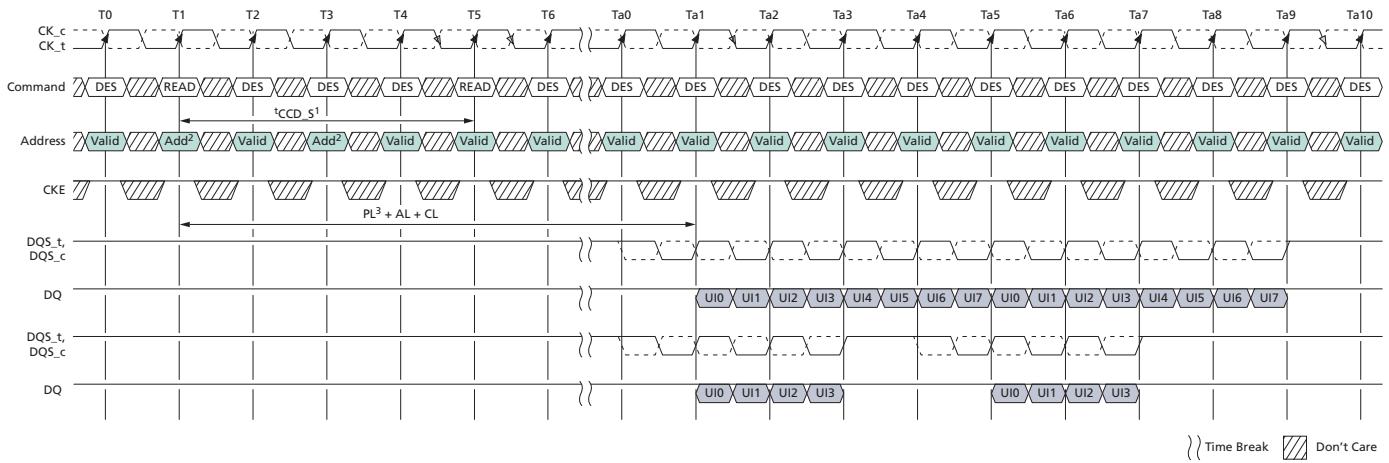 T0 T1 T2 T3 T4 T5 T6 Ta0 Ta1 Ta2 Ta3 Ta4 Ta5 Ta6 Ta7 Ta8 Ta9 Ta10
CK_c
CK_t
Command DES READ DES DES DES READ DES DES DES DES DES DES DES DES DES DES DES DES
tCCD_S1
Address Valid Add2 Valid Add2 Valid Valid Valid Valid Valid Valid Valid Valid Valid Valid Valid Valid Valid Valid
CKE
PL3 + AL + CL
DQS_t,
DQS_c
DQ UI0 UI1 UI2 UI3 UI4 UI5 UI6 UI7 UI0 UI1 UI2 UI3 UI4 UI5 UI6 UI7
DQS_t,
DQS_c
DQ UI0 UI1 UI2 UI3 UI0 UI1 UI2 UI3
Time Break Don't Care